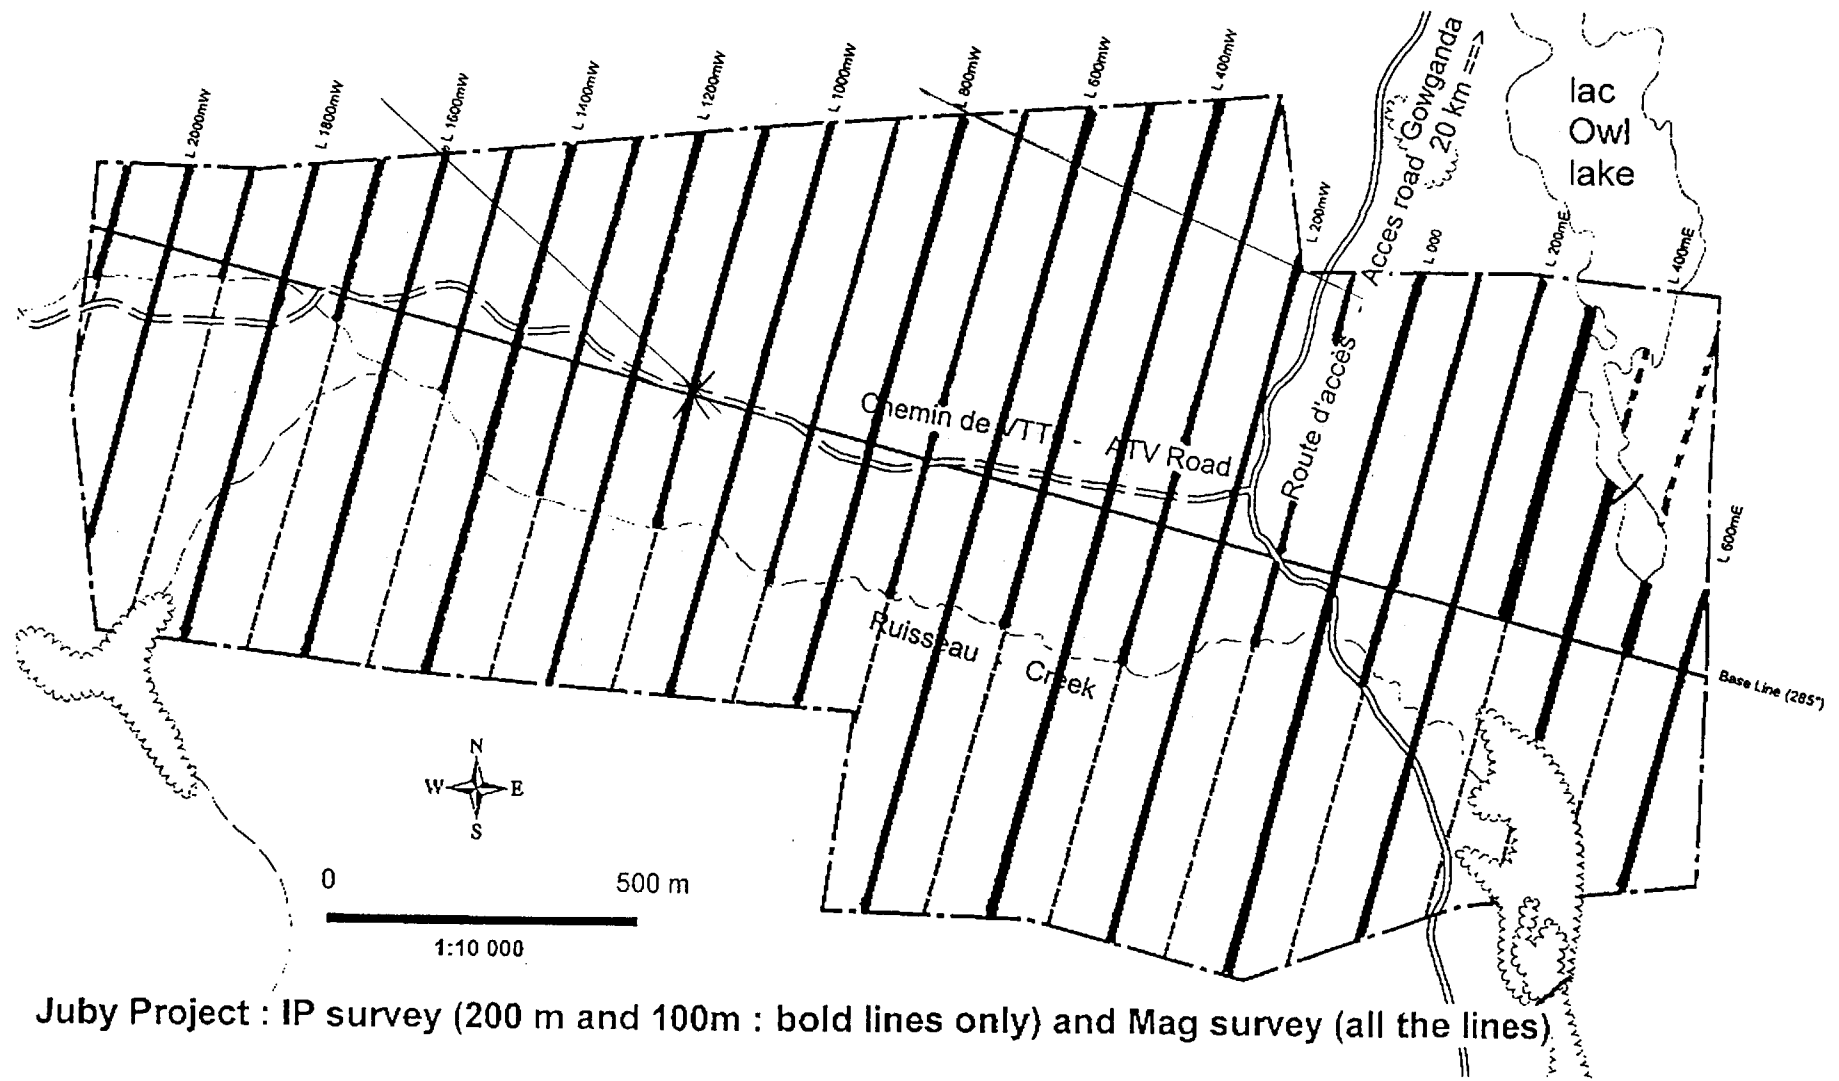 L 2000mW
L 1800mW
L 1600mW
L 1400mW
L 1200mW
L 1000mW
L 800mW
L 600mW
L 400mW
L 200mW
L 000
L 200mE
L 400mE
L 600mE
Route d'accès - Acces road
Gowganda
20 km ==>
lac
Owl
lake
Chemin de VTT - ATV Road
Ruisseau - Creek
Base Line (285°)
N
W E
S
0 500 m
1:10 000
Juby Project : IP survey (200 m and 100m : bold lines only) and Mag survey (all the lines)